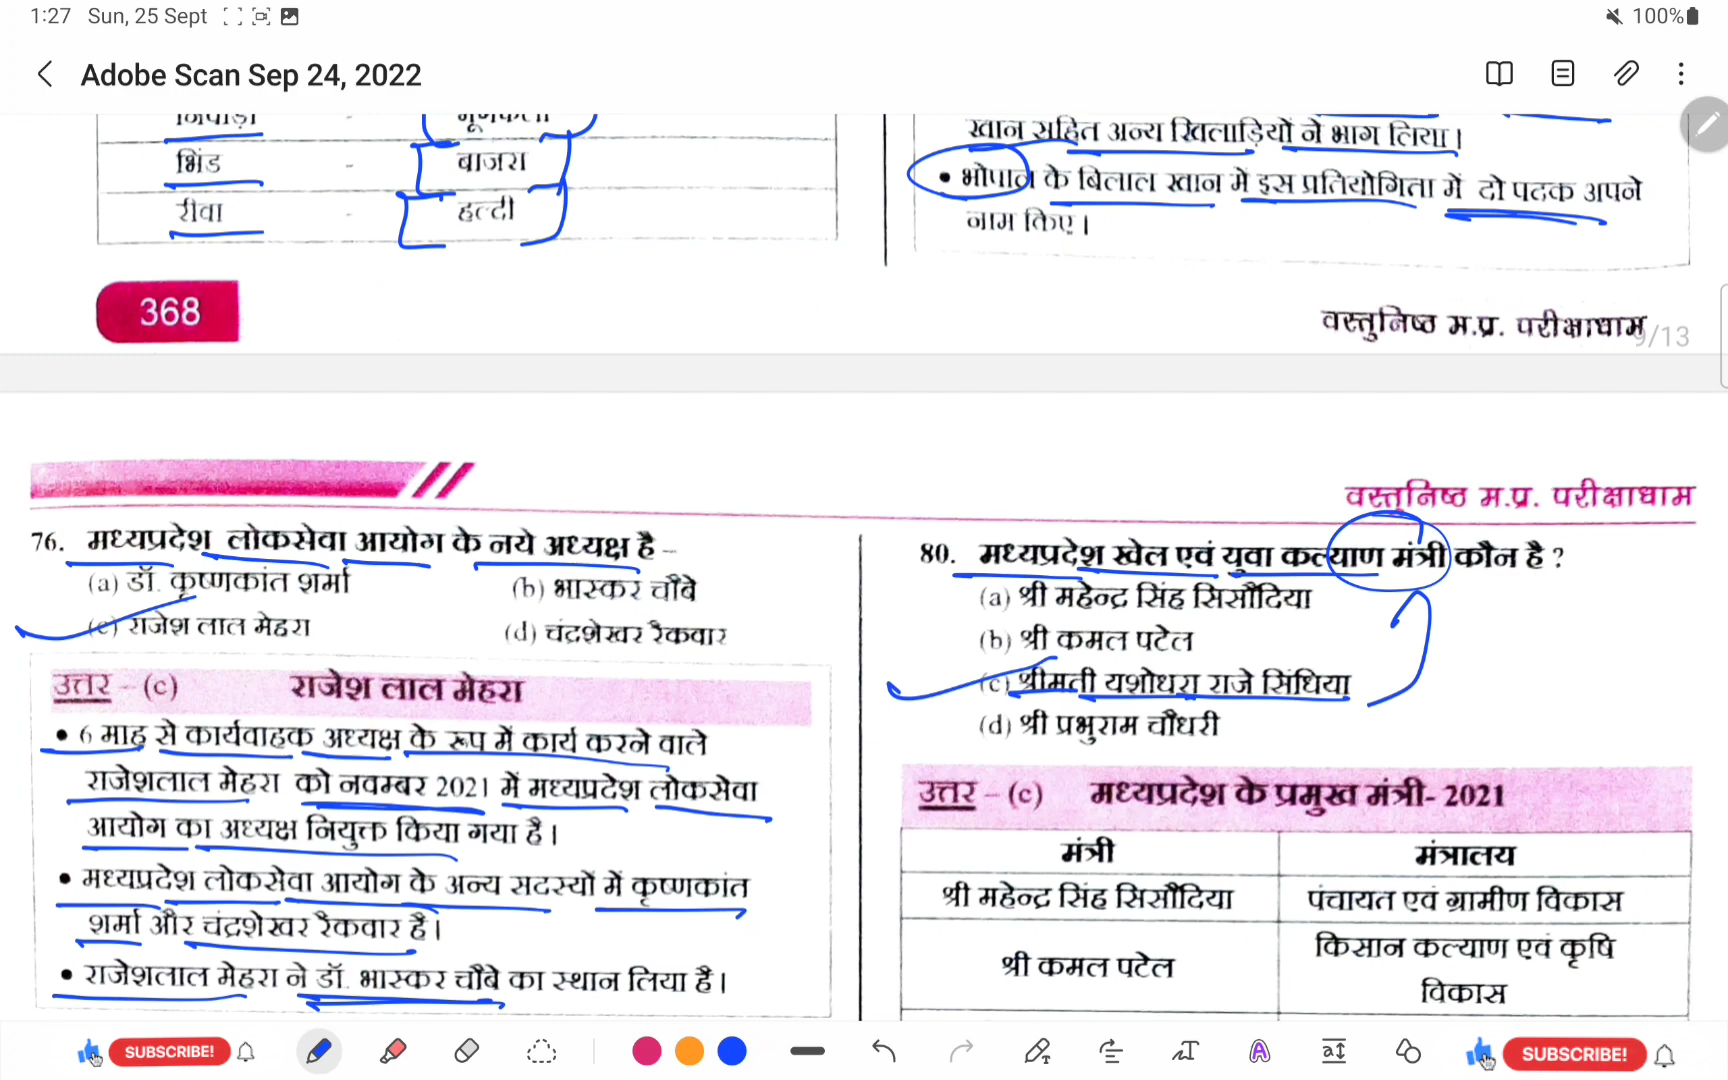 1:27 Sun, 25 Sept
100%
Adobe Scan Sep 24, 2022
भिंड - बाजरा
रीवा - हल्दी
खान सहित अन्य खिलाड़ियों ने भाग लिया।
• भोपाल के बिलाल खान में इस प्रतियोगिता में दो पदक अपने
नाम किए।
368
वस्तुनिष्ठ म.प्र. परीक्षाधाम
9/13
वस्तुनिष्ठ म.प्र. परीक्षाधाम
76. मध्यप्रदेश लोकसेवा आयोग के नये अध्यक्ष है –
(a) डॉ. कृष्णकांत शर्मा (b) भास्कर चौबे
(c) राजेश लाल मेहरा (d) चंद्रशेखर रैकवार
उत्तर – (c) राजेश लाल मेहरा
• 6 माह से कार्यवाहक अध्यक्ष के रूप में कार्य करने वाले
राजेशलाल मेहरा को नवम्बर 2021 में मध्यप्रदेश लोकसेवा
आयोग का अध्यक्ष नियुक्त किया गया है।
• मध्यप्रदेश लोकसेवा आयोग के अन्य सदस्यों में कृष्णकांत
शर्मा और चंद्रशेखर रैकवार है।
• राजेशलाल मेहरा ने डॉ. भास्कर चौबे का स्थान लिया है।
80. मध्यप्रदेश खेल एवं युवा कल्याण मंत्री कौन है ?
(a) श्री महेन्द्र सिंह सिसौदिया
(b) श्री कमल पटेल
(c) श्रीमती यशोधरा राजे सिंधिया
(d) श्री प्रभुराम चौधरी
उत्तर – (c) मध्यप्रदेश के प्रमुख मंत्री- 2021
मंत्री मंत्रालय
श्री महेन्द्र सिंह सिसौदिया पंचायत एवं ग्रामीण विकास
श्री कमल पटेल किसान कल्याण एवं कृषि
विकास
SUBSCRIBE!
SUBSCRIBE!